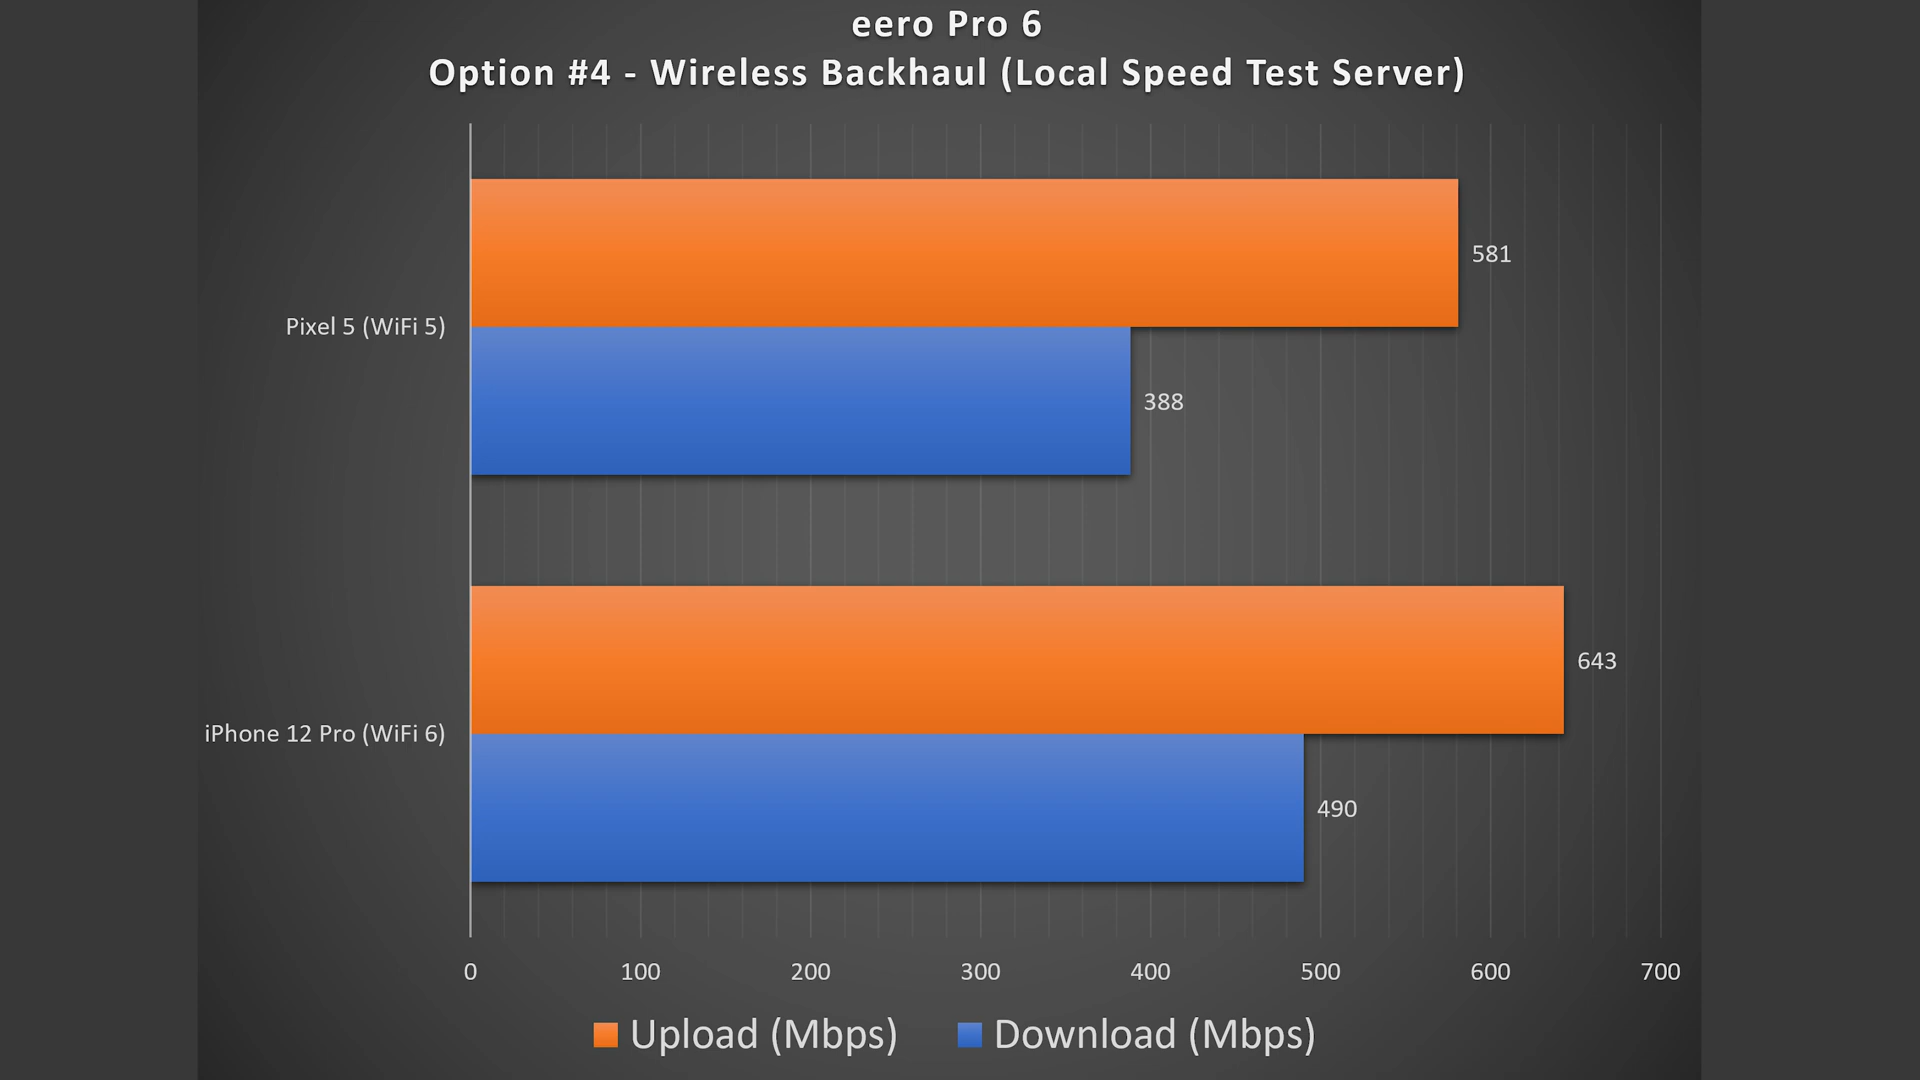 eero Pro 6
Option #4 - Wireless Backhaul (Local Speed Test Server)
581
Pixel 5 (WiFi 5)
388
643
iPhone 12 Pro (WiFi 6)
490
0 100 200 300 400 500 600 700
Upload (Mbps) Download (Mbps)